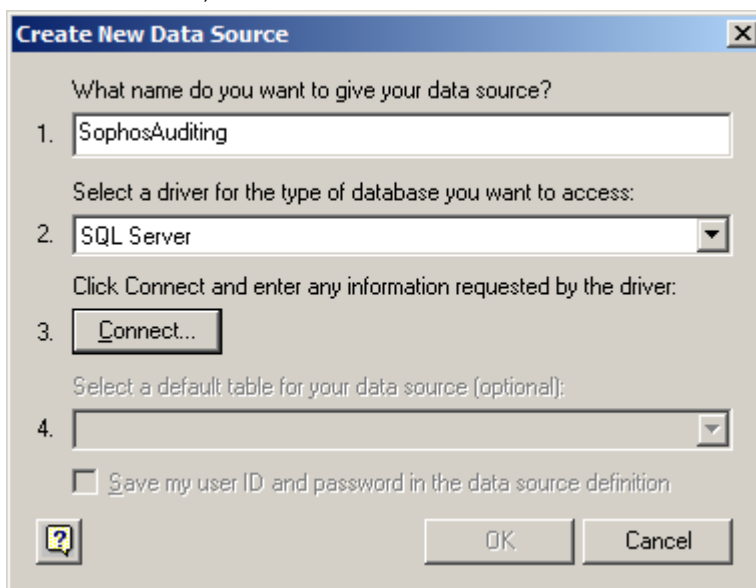 Create New Data Source
What name do you want to give your data source?
1. SophosAuditing
Select a driver for the type of database you want to access:
2. SQL Server
Click Connect and enter any information requested by the driver:
3. Connect...
Select a default table for your data source (optional):
4.
Save my user ID and password in the data source definition
OK Cancel